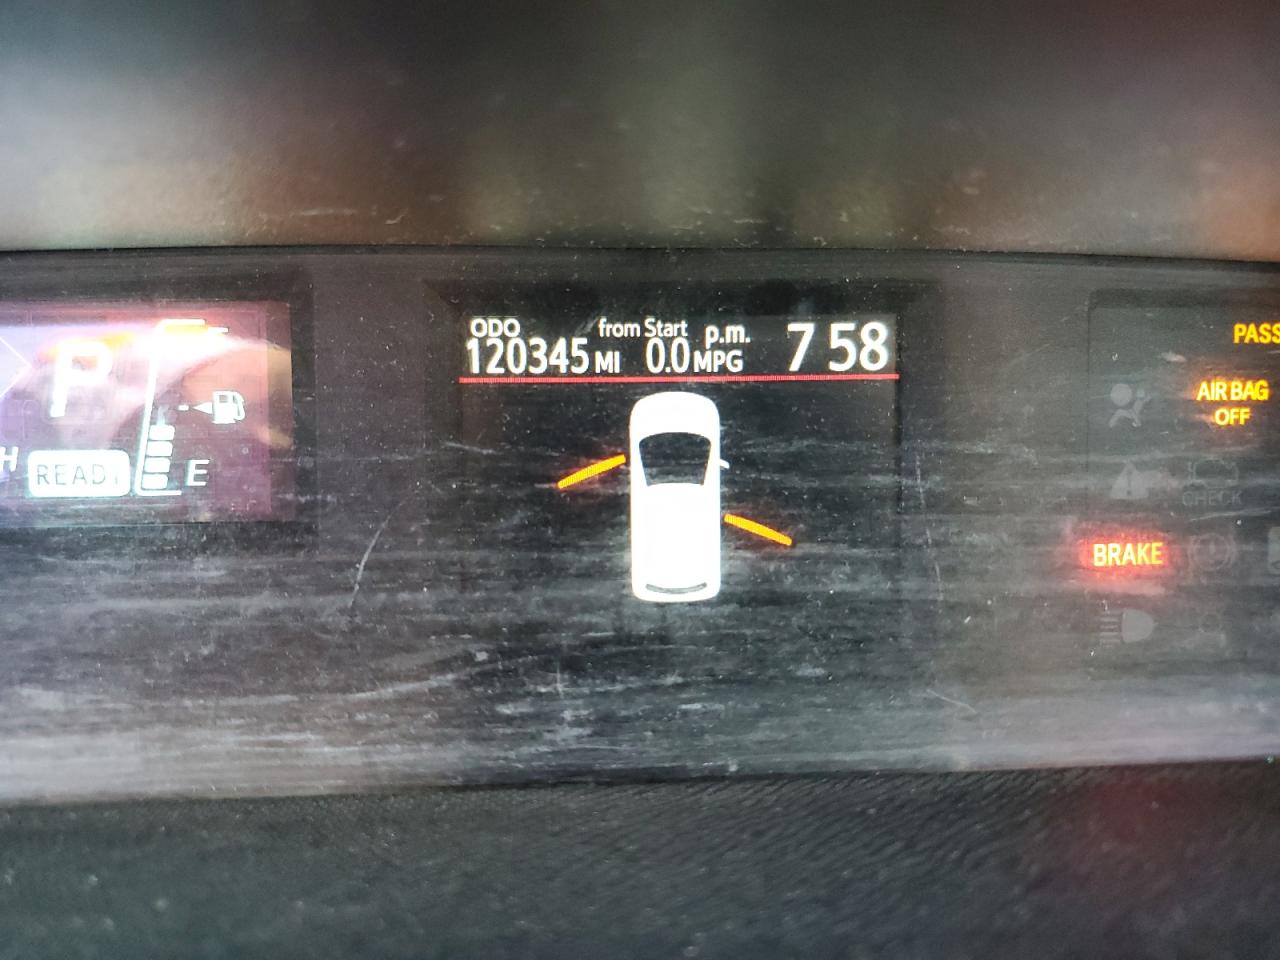 ODO from Start p.m. 7 58
120345 MI 0.0 MPG
PASS
P
AIR BAG
OFF
H READY E
CHECK
BRAKE